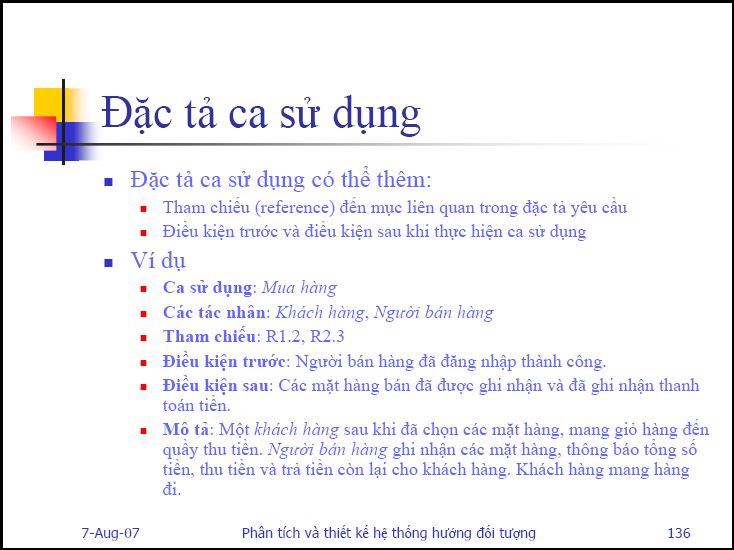 Đặc tả ca sử dụng
Đặc tả ca sử dụng có thể thêm:
Tham chiếu (reference) đến mục liên quan trong đặc tả yêu cầu
Điều kiện trước và điều kiện sau khi thực hiện ca sử dụng
Ví dụ
Ca sử dụng: Mua hàng
Các tác nhân: Khách hàng, Người bán hàng
Tham chiếu: R1.2, R2.3
Điều kiện trước: Người bán hàng đã đăng nhập thành công.
Điều kiện sau: Các mặt hàng bán đã được ghi nhận và đã ghi nhận thanh
toán tiền.
Mô tả: Một khách hàng sau khi đã chọn các mặt hàng, mang giỏ hàng đến
quầy thu tiền. Người bán hàng ghi nhận các mặt hàng, thông báo tổng số
tiền, thu tiền và trả tiền còn lại cho khách hàng. Khách hàng mang hàng
đi.
7-Aug-07 Phân tích và thiết kế hệ thống hướng đối tượng 136